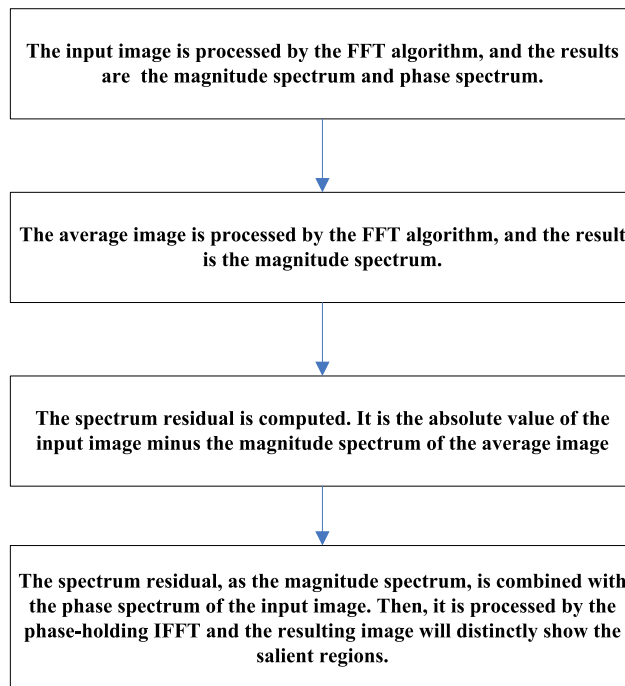 The input image is processed by the FFT algorithm, and the results
are the magnitude spectrum and phase spectrum.
The average image is processed by the FFT algorithm, and the result
is the magnitude spectrum.
The spectrum residual is computed. It is the absolute value of the
input image minus the magnitude spectrum of the average image
The spectrum residual, as the magnitude spectrum, is combined with
the phase spectrum of the input image. Then, it is processed by the
phase-holding IFFT and the resulting image will distinctly show the
salient regions.